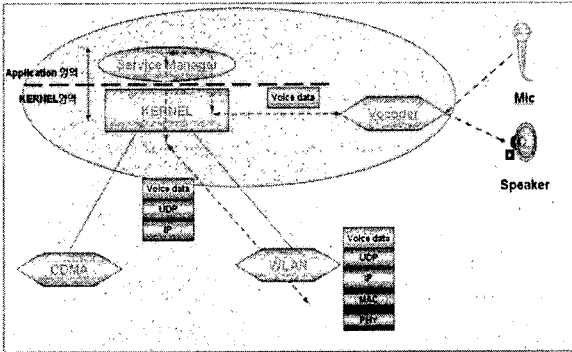 Service Manager
Application 영역
KERNEL영역
KERNEL
Voice data
Vocoder
Mic
Speaker
Voice data
UDP
IP
CDMA
WLAN
Voice data
UDP
IP
MAC
PHY